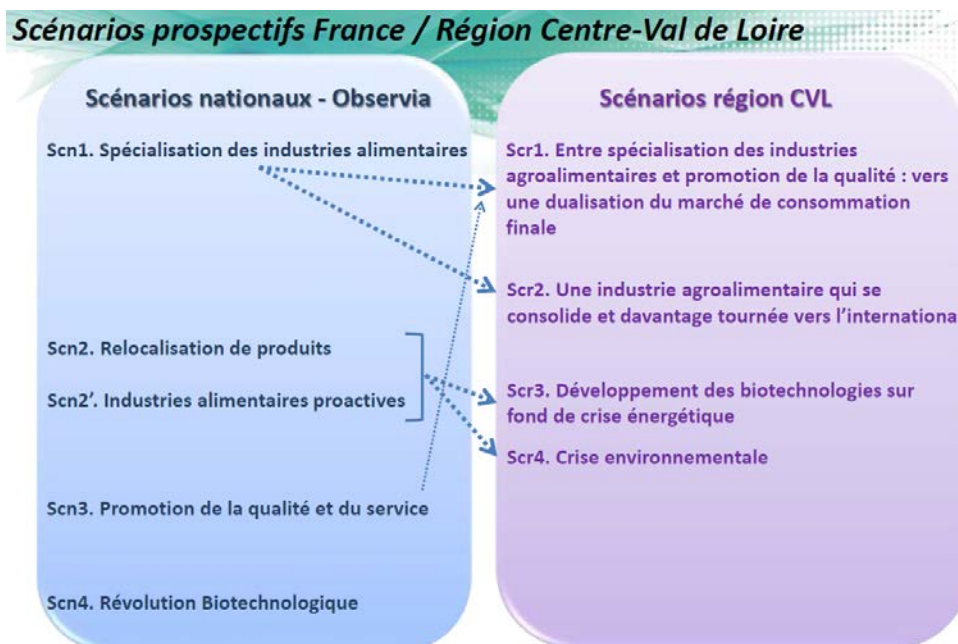 Scénarios prospectifs France / Région Centre-Val de Loire
Scénarios nationaux - Observia
Scn1. Spécialisation des industries alimentaires
Scn2. Relocalisation de produits
Scn2'. Industries alimentaires proactives
Scn3. Promotion de la qualité et du service
Scn4. Révolution Biotechnologique
Scénarios région CVL
Scr1. Entre spécialisation des industries
agroalimentaires et promotion de la qualité : vers
une dualisation du marché de consommation
finale
Scr2. Une industrie agroalimentaire qui se
consolide et davantage tournée vers l'internationa
Scr3. Développement des biotechnologies sur
fond de crise énergétique
Scr4. Crise environnementale